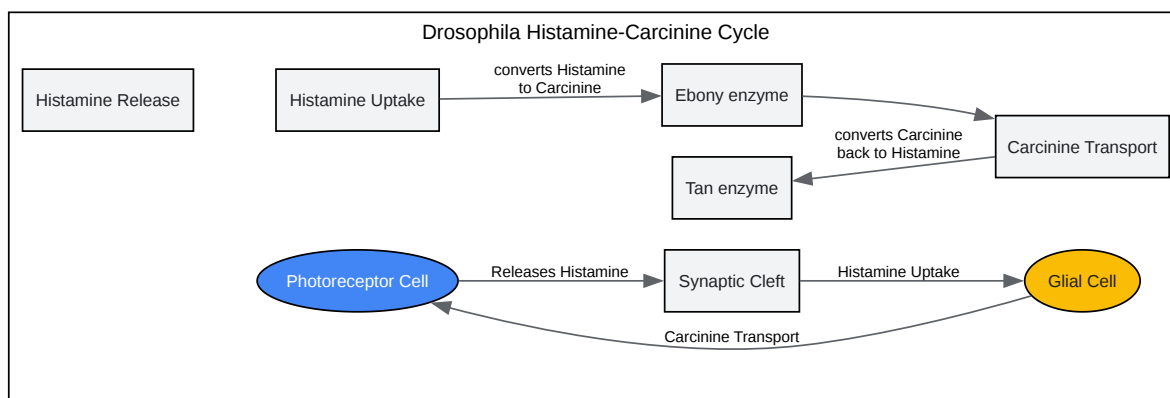 Drosophila Histamine-Carcinine Cycle
Histamine Release
Histamine Uptake
converts Histamine
to Carcinine
Ebony enzyme
converts Carcinine
back to Histamine
Carcinine Transport
Tan enzyme
Photoreceptor Cell
Releases Histamine
Synaptic Cleft
Histamine Uptake
Glial Cell
Carcinine Transport